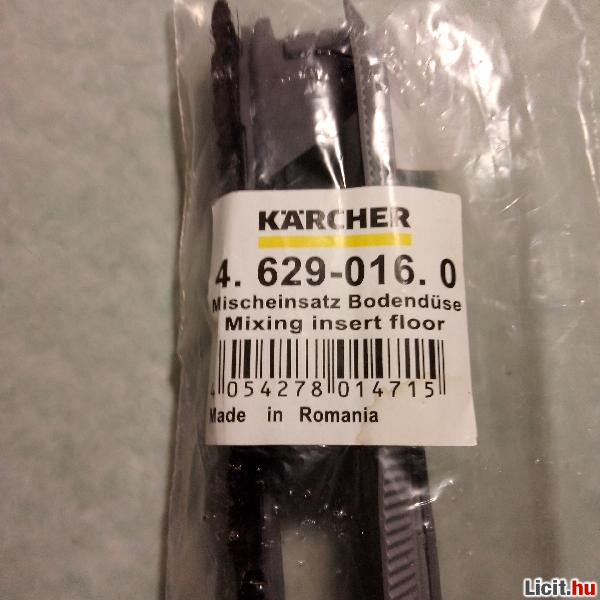 KÄRCHER
4. 629-016. 0
Mischeinsatz Bodendüse
Mixing insert floor
4 054278 014715
Made in Romania
Licit.hu